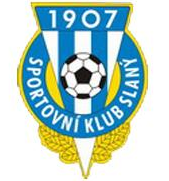 1907
SPORTOVNÍ KLUB SLANÝ